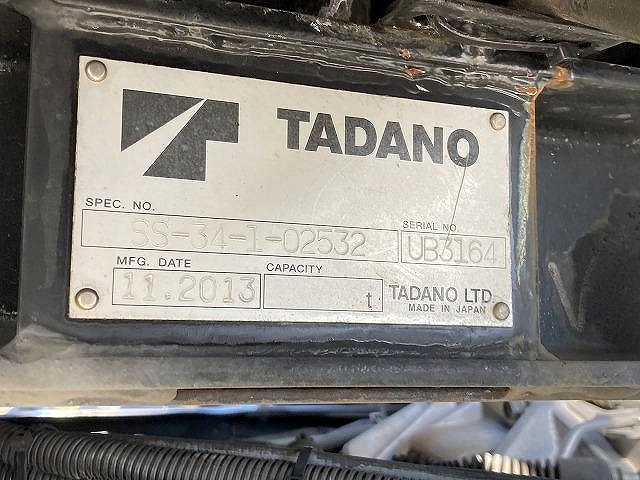 TADANO
SPEC. NO.
SS-34-1-02532
SERIAL NO.
UB3164
MFG. DATE
11.2013
CAPACITY
t
TADANO LTD.
MADE IN JAPAN